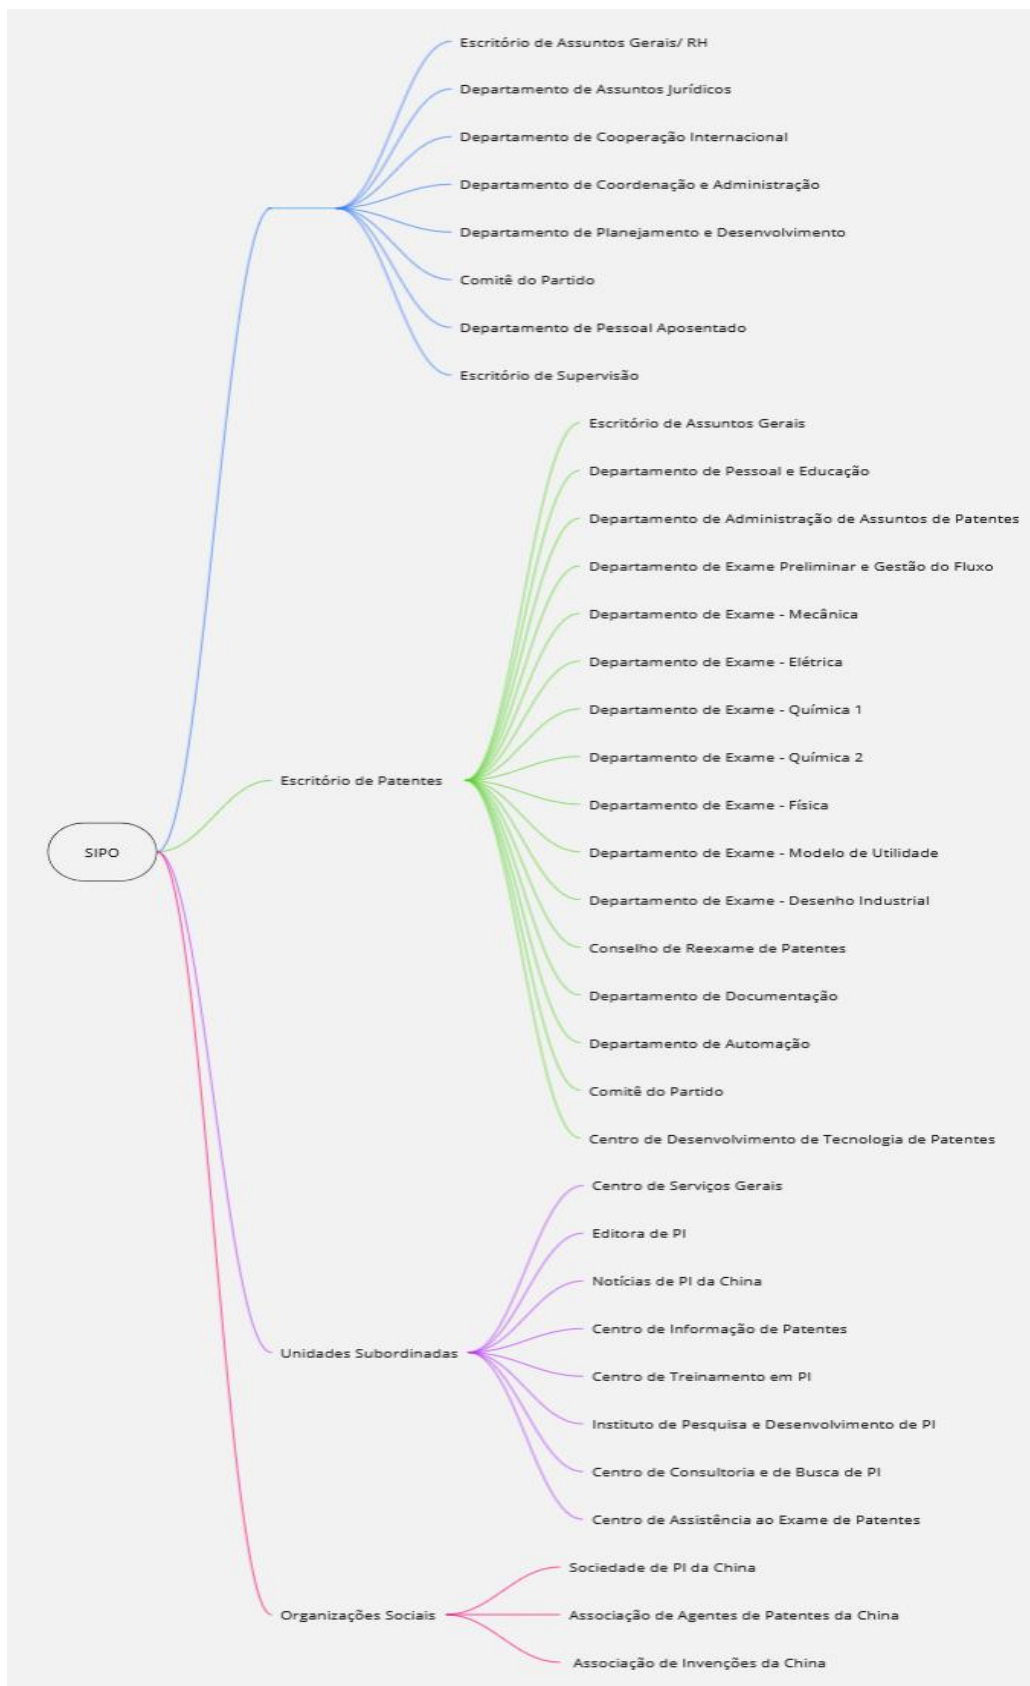 Escritório de Assuntos Gerais/ RH
Departamento de Assuntos Jurídicos
Departamento de Cooperação Internacional
Departamento de Coordenação e Administração
Departamento de Planejamento e Desenvolvimento
Comitê do Partido
Departamento de Pessoal Aposentado
Escritório de Supervisão
Escritório de Assuntos Gerais
Departamento de Pessoal e Educação
Departamento de Administração de Assuntos de Patentes
Departamento de Exame Preliminar e Gestão do Fluxo
Departamento de Exame - Mecânica
Departamento de Exame - Elétrica
Departamento de Exame - Química 1
Departamento de Exame - Química 2
Escritório de Patentes
Departamento de Exame - Física
SIPO
Departamento de Exame - Modelo de Utilidade
Departamento de Exame - Desenho Industrial
Conselho de Reexame de Patentes
Departamento de Documentação
Departamento de Automação
Comitê do Partido
Centro de Desenvolvimento de Tecnologia de Patentes
Centro de Serviços Gerais
Editora de PI
Notícias de PI da China
Centro de Informação de Patentes
Unidades Subordinadas
Centro de Treinamento em PI
Instituto de Pesquisa e Desenvolvimento de PI
Centro de Consultoria e de Busca de PI
Centro de Assistência ao Exame de Patentes
Sociedade de PI da China
Organizações Sociais
Associação de Agentes de Patentes da China
Associação de Invenções da China